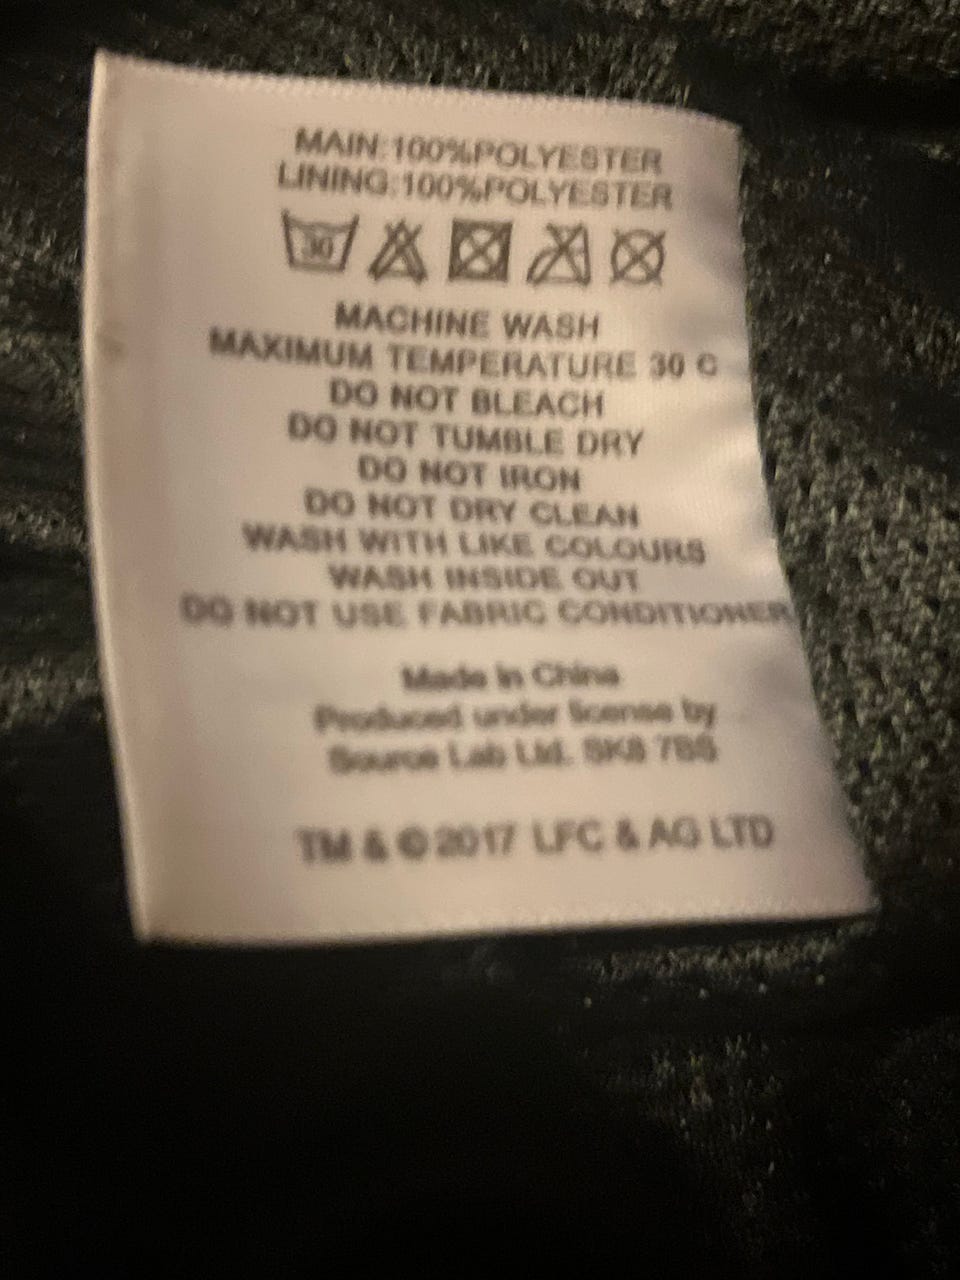 MAIN:100%POLYESTER
LINING:100%POLYESTER
30
MACHINE WASH
MAXIMUM TEMPERATURE 30 C
DO NOT BLEACH
DO NOT TUMBLE DRY
DO NOT IRON
DO NOT DRY CLEAN
WASH WITH LIKE COLOURS
WASH INSIDE OUT
DO NOT USE FABRIC CONDITIONER
Made in China
Produced under license by
Source Lab Ltd. SK8 7BS
TM & © 2017 LFC & AG LTD